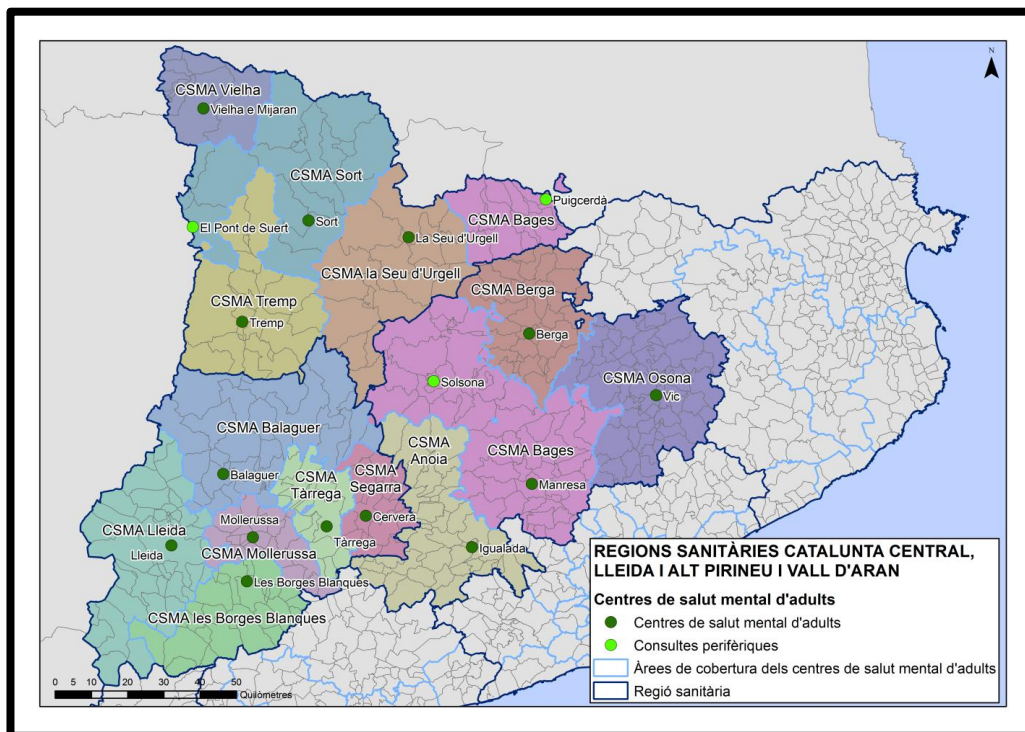 N
CSMA Vielha
Vielha e Mijaran
CSMA Sort
Puigcerdà
CSMA Bages
El Pont de Suert
Sort
La Seu d'Urgell
CSMA la Seu d'Urgell
CSMA Berga
CSMA Tremp
Tremp
Berga
Solsona
CSMA Osona
Vic
CSMA Balaguer
CSMA
Anoia
CSMA Bages
Balaguer
CSMA
Tàrrega
CSMA
Segarra
Manresa
Mollerussa
Cervera
CSMA Lleida
Lleida
Tàrrega
CSMA Mollerussa
Igualada
Les Borges Blanques
CSMA les Borges Blanques
REGIONS SANITÀRIES CATALUNTA CENTRAL,
LLEIDA I ALT PIRINEU I VALL D'ARAN
Centres de salut mental d'adults
Centres de salut mental d'adults
Consultes perifèriques
Àrees de cobertura dels centres de salut mental d'adults
Regió sanitària
0 5 10 20 30 40 50
Quilòmetres